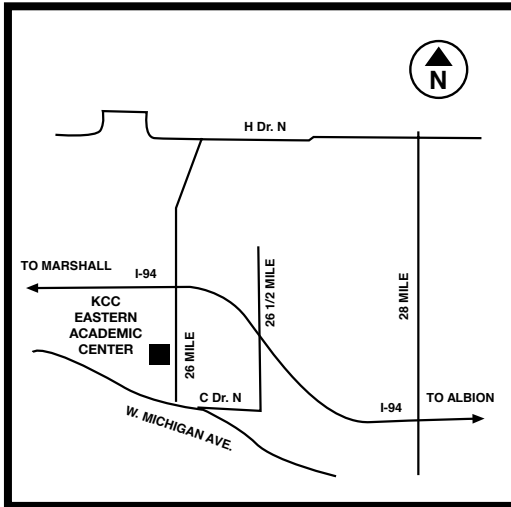 N
H Dr. N
TO MARSHALL
I-94
KCC
EASTERN
ACADEMIC
CENTER
26 MILE
26 1/2 MILE
28 MILE
C Dr. N
W. MICHIGAN AVE.
I-94
TO ALBION